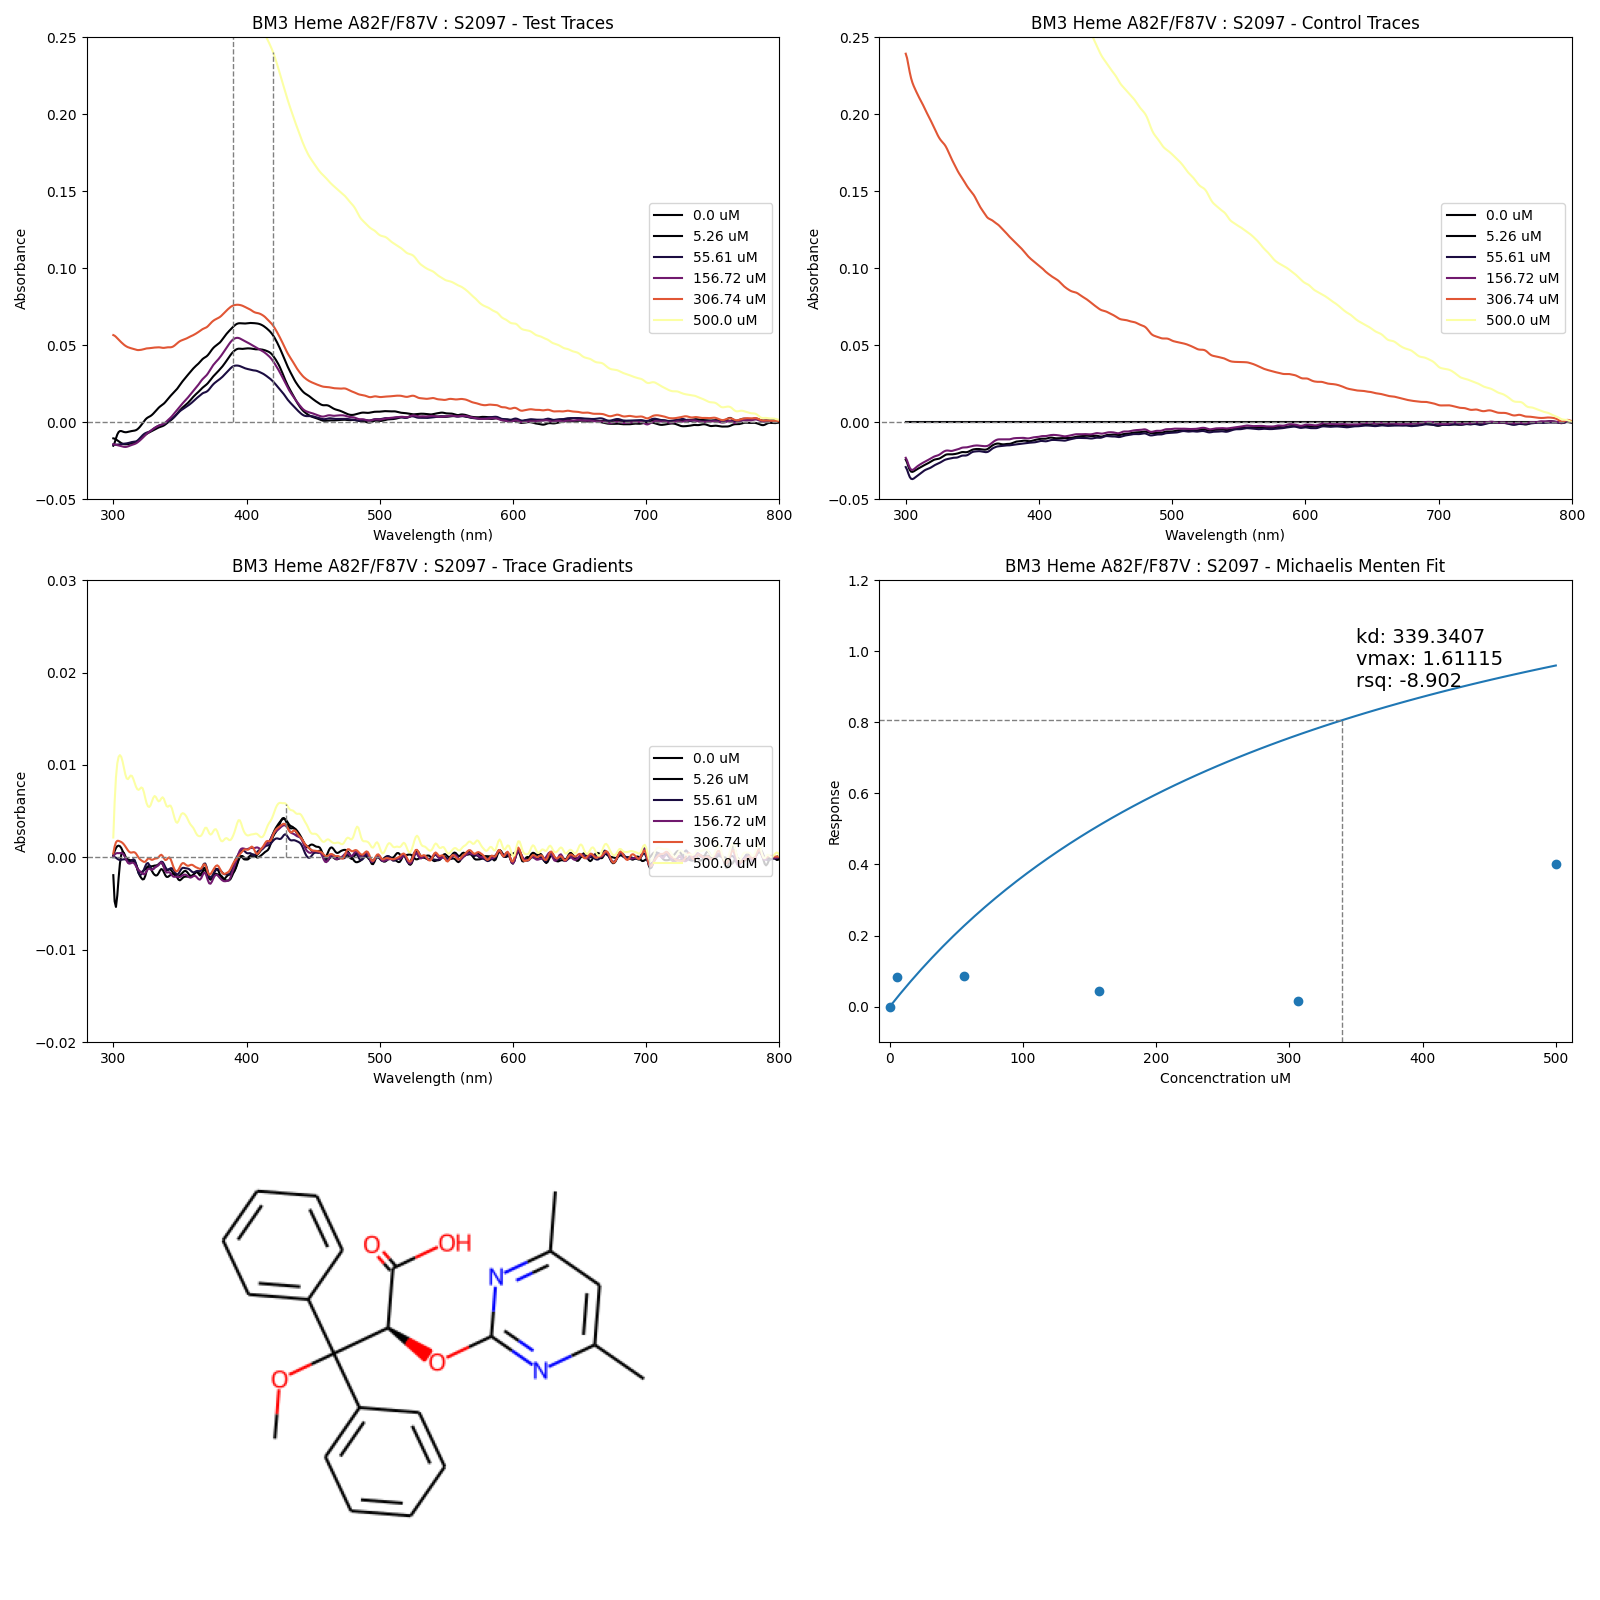 BM3 Heme A82F/F87V : S2097 - Test Traces
Absorbance
0.25
0.20
0.15
0.10
0.05
0.00
−0.05
300
400
500
600
700
800
Wavelength (nm)
0.0 uM
5.26 uM
55.61 uM
156.72 uM
306.74 uM
500.0 uM
BM3 Heme A82F/F87V : S2097 - Control Traces
Absorbance
0.25
0.20
0.15
0.10
0.05
0.00
−0.05
300
400
500
600
700
800
Wavelength (nm)
0.0 uM
5.26 uM
55.61 uM
156.72 uM
306.74 uM
500.0 uM
BM3 Heme A82F/F87V : S2097 - Trace Gradients
Absorbance
0.03
0.02
0.01
0.00
−0.01
−0.02
300
400
500
600
700
800
Wavelength (nm)
0.0 uM
5.26 uM
55.61 uM
156.72 uM
306.74 uM
500.0 uM
BM3 Heme A82F/F87V : S2097 - Michaelis Menten Fit
Response
1.2
1.0
0.8
0.6
0.4
0.2
0.0
kd: 339.3407
vmax: 1.61115
rsq: -8.902
0
100
200
300
400
500
Concenctration uM
O
OH
N
O
N
O